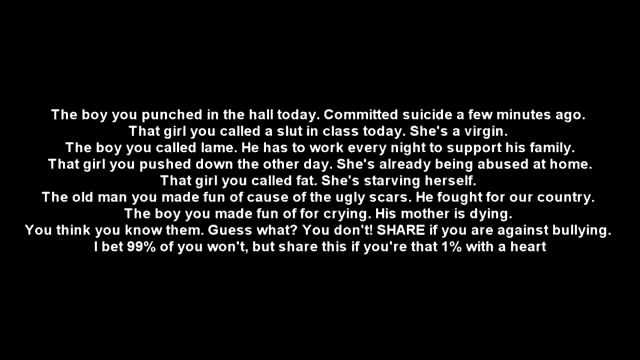 The boy you punched in the hall today. Committed suicide a few minutes ago.
That girl you called a slut in class today. She's a virgin.
The boy you called lame. He has to work every night to support his family.
That girl you pushed down the other day. She's already being abused at home.
That girl you called fat. She's starving herself.
The old man you made fun of cause of the ugly scars. He fought for our country.
The boy you made fun of for crying. His mother is dying.
You think you know them. Guess what? You don't! SHARE if you are against bullying.
I bet 99% of you won't, but share this if you're that 1% with a heart